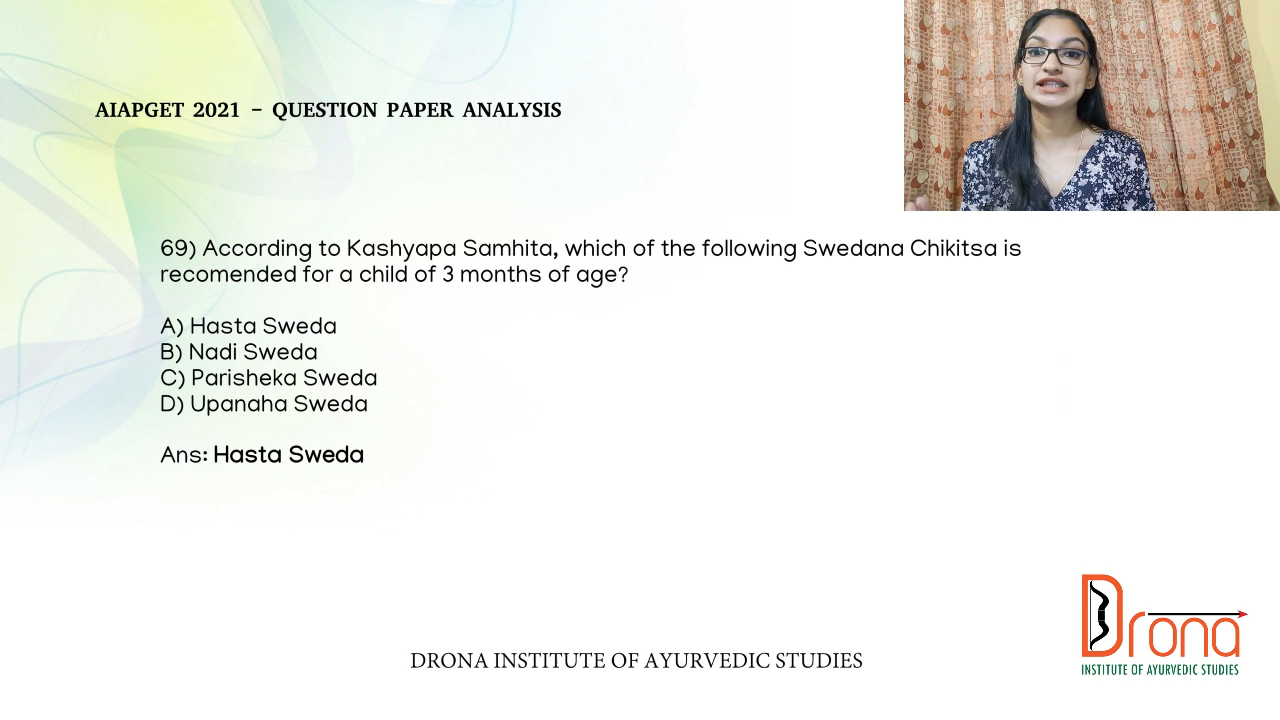 AIAPGET 2021 - QUESTION PAPER ANALYSIS
69) According to Kashyapa Samhita, which of the following Swedana Chikitsa is
recomended for a child of 3 months of age?
A) Hasta Sweda
B) Nadi Sweda
C) Parisheka Sweda
D) Upanaha Sweda
Ans: Hasta Sweda
Drona
INSTITUTE OF AYURVEDIC STUDIES
DRONA INSTITUTE OF AYURVEDIC STUDIES